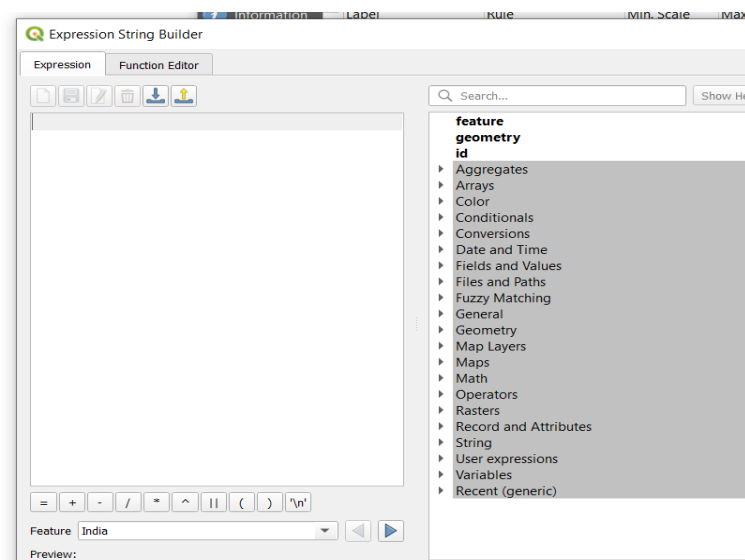 Information Label Rule Min. Scale Max
Expression String Builder
Expression Function Editor
Search... Show He
feature
geometry
id
Aggregates
Arrays
Color
Conditionals
Conversions
Date and Time
Fields and Values
Files and Paths
Fuzzy Matching
General
Geometry
Map Layers
Maps
Math
Operators
Rasters
Record and Attributes
String
User expressions
Variables
Recent (generic)
= + - / * ^ || ( ) '\n'
Feature India
Preview: